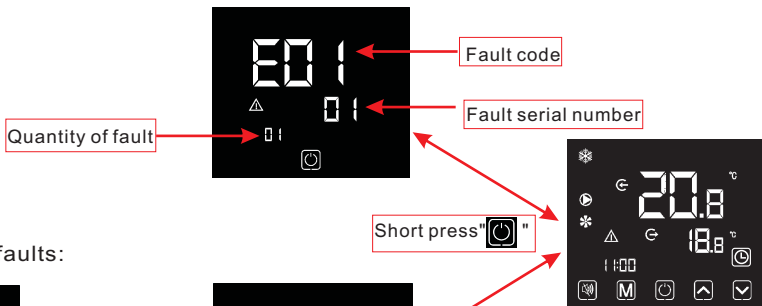 E01
Fault code
01
Fault serial number
Quantity of fault
01
20.8 °C
Short press" "
18.8 °C
faults:
11:00
M